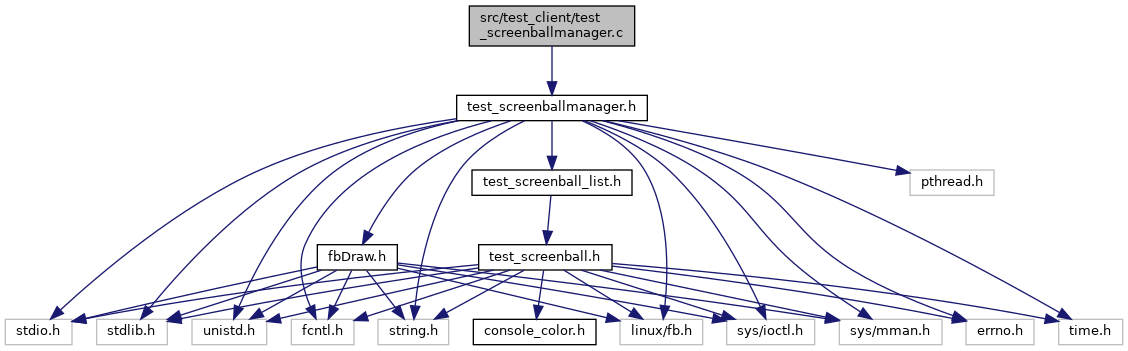 src/test_client/test
_screenballmanager.c
test_screenballmanager.h
test_screenball_list.h
pthread.h
fbDraw.h
test_screenball.h
stdio.h
stdlib.h
unistd.h
fcntl.h
string.h
console_color.h
linux/fb.h
sys/ioctl.h
sys/mman.h
errno.h
time.h